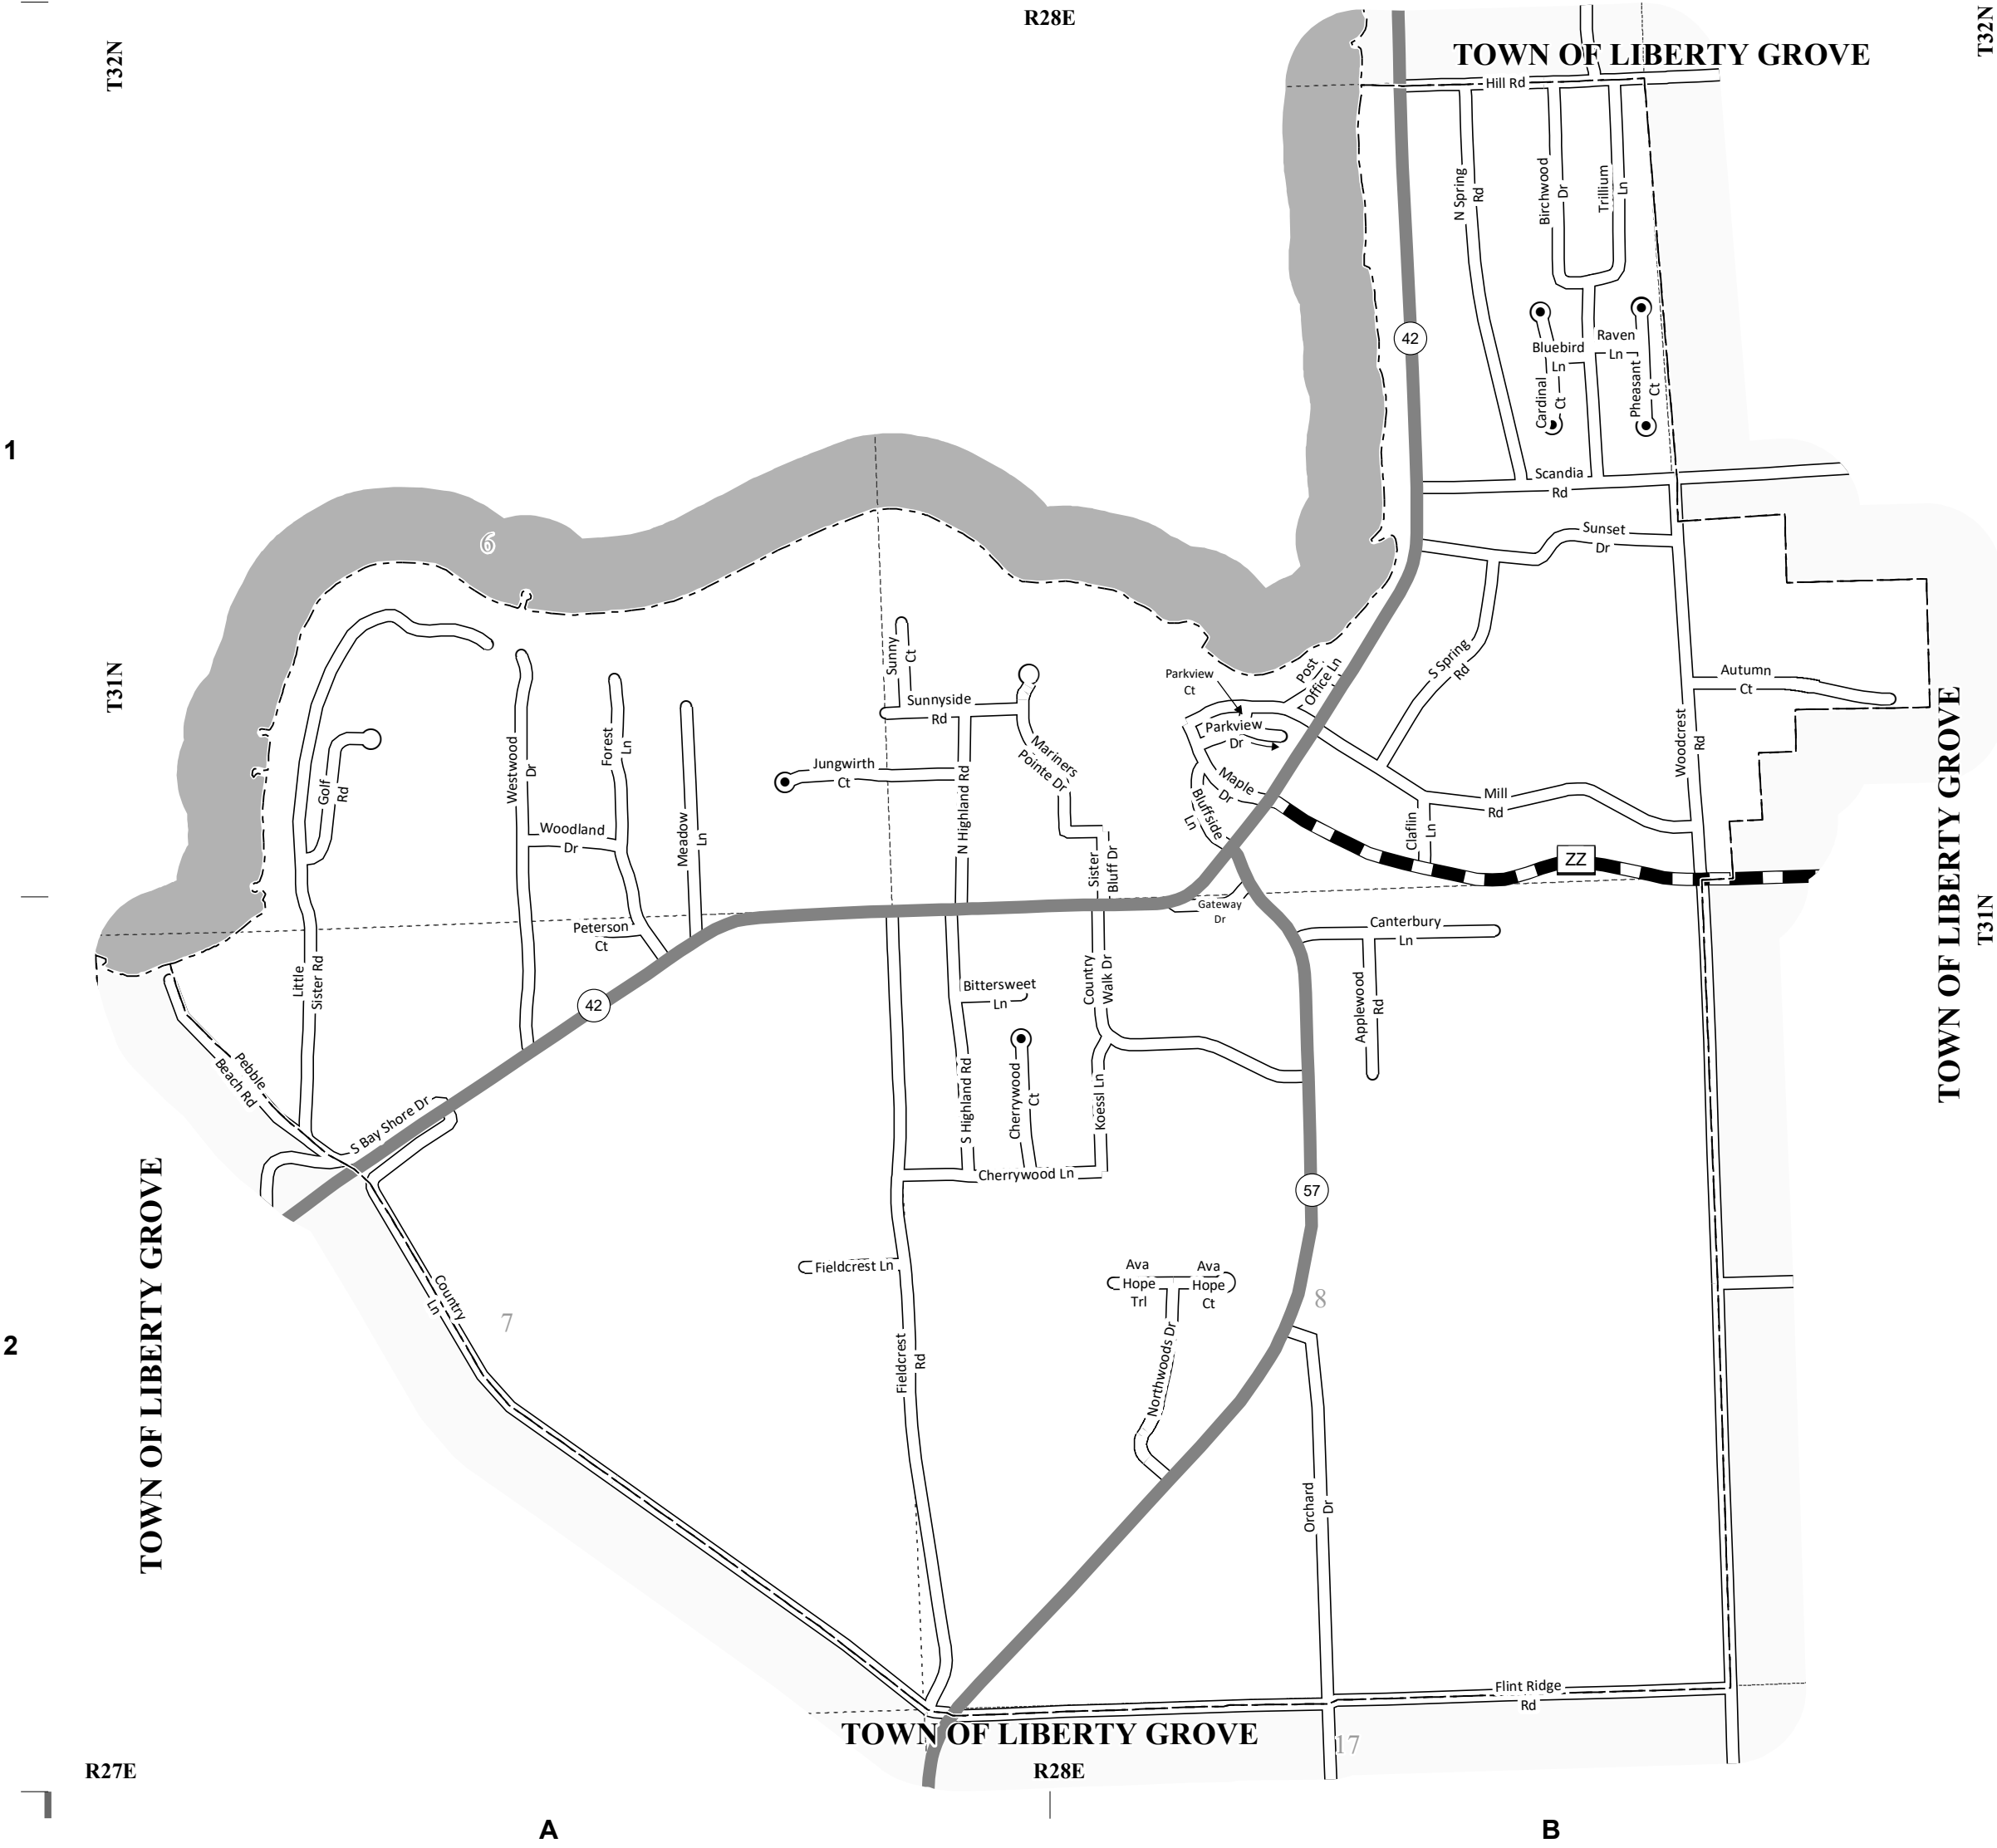 R28E
T32N
T32N
TOWN OF LIBERTY GROVE
Hill Rd
N Spring
Rd
Birchwood
Dr
Trillium
Ln
42
Raven
Ln
Bluebird
Ln
Cardinal
Ct
Pheasant
Ct
1
Scandia
Rd
Sunset
Dr
6
S Spring
Rd
Post
Office Ln
Parkview
Ct
Parkview
Dr
Autumn
Ct
T31N
Sunny
Ct
Sunnyside
Rd
Mariners
Pointe Dr
Golf
Rd
Westwood
Dr
Forest
Ln
Woodland
Dr
Meadow
Ln
Jungwirth
Ct
N Highland Rd
Maple
Dr
Bluffside
Ln
Mill
Rd
Claflin
Ln
Woodcrest
Rd
ZZ
Sister
Bluff Dr
TOWN OF LIBERTY GROVE
T31N
Gateway
Dr
Canterbury
Ln
Peterson
Ct
Little
Sister Rd
42
Bittersweet
Ln
Country
Walk Dr
Applewood
Rd
Pebble
Beach Rd
S Bay Shore Dr
S Highland Rd
Cherrywood
Ct
Koessl Ln
Cherrywood Ln
57
TOWN OF LIBERTY GROVE
Fieldcrest Ln
Ava
Hope
Trl
Ava
Hope
Ct
8
Country
Ln
7
2
Fieldcrest
Rd
Northwoods Dr
Orchard
Dr
Flint Ridge
Rd
TOWN OF LIBERTY GROVE
17
R27E
R28E
A
B